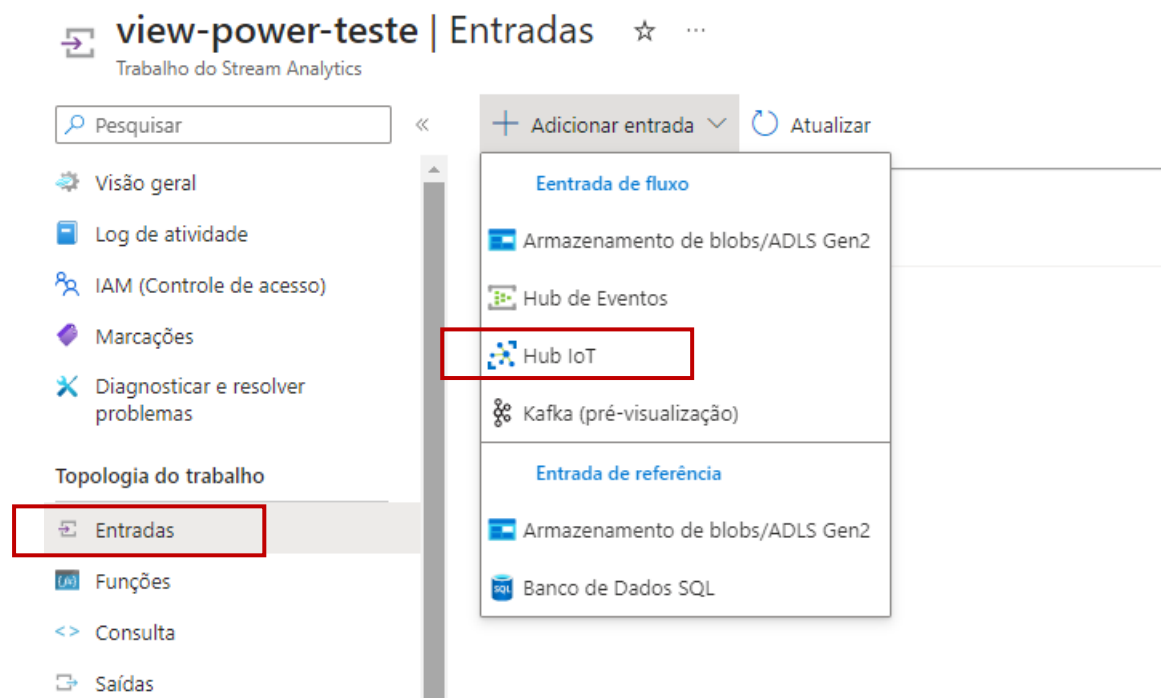 view-power-teste | Entradas
Trabalho do Stream Analytics
Pesquisar
Visão geral
Log de atividade
IAM (Controle de acesso)
Marcações
Diagnosticar e resolver
problemas
Topologia do trabalho
Entradas
Funções
Consulta
Saídas
Adicionar entrada
Atualizar
Eentrada de fluxo
Armazenamento de blobs/ADLS Gen2
Hub de Eventos
Hub IoT
Kafka (pré-visualização)
Entrada de referência
Armazenamento de blobs/ADLS Gen2
SQL
Banco de Dados SQL